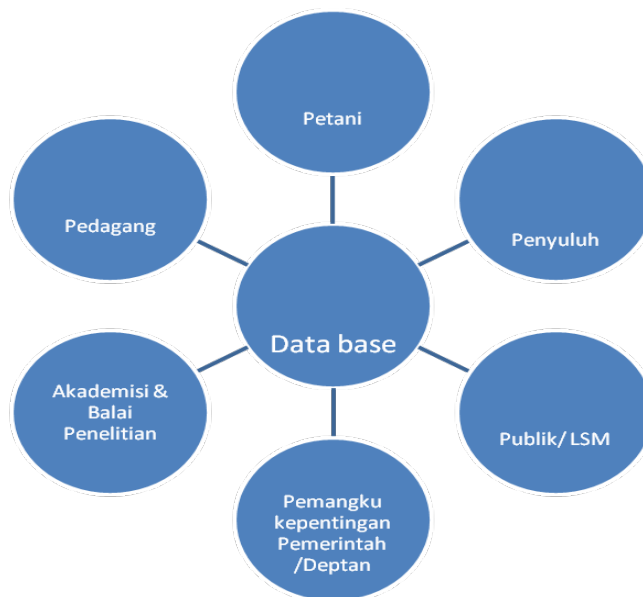 Petani
Pedagang
Penyuluh
Data base
Akademisi &
Balai
Penelitian
Publik/ LSM
Pemangku
kepentingan
Pemerintah
/Deptan